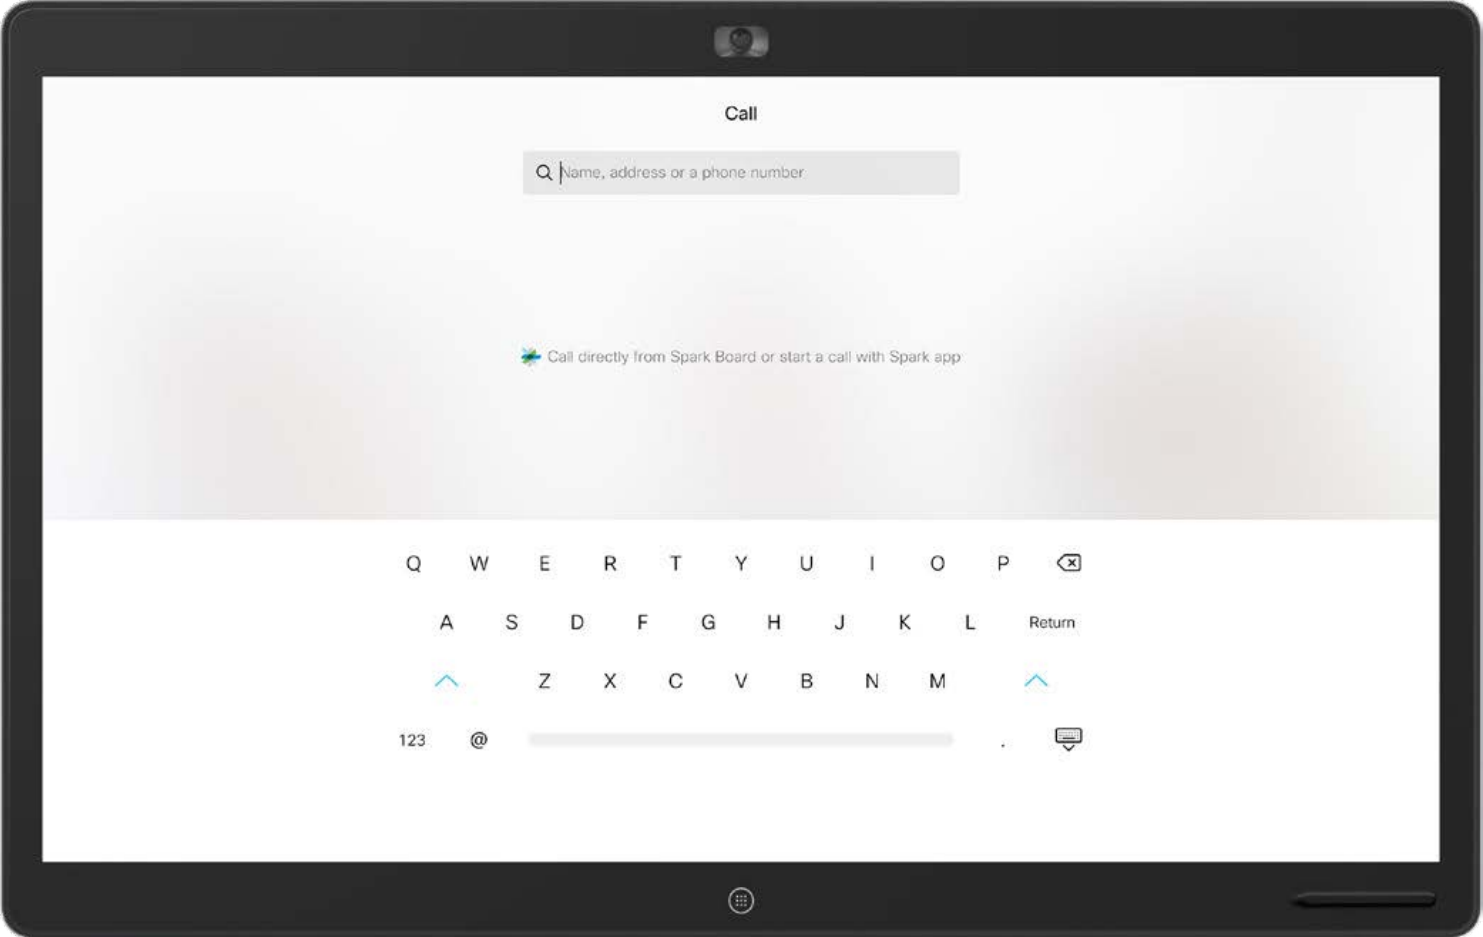 Call
Name, address or a phone number
Call directly from Spark Board or start a call with Spark app
Q W E R T Y U I O P
A S D F G H J K L Return
Z X C V B N M
123 @ .